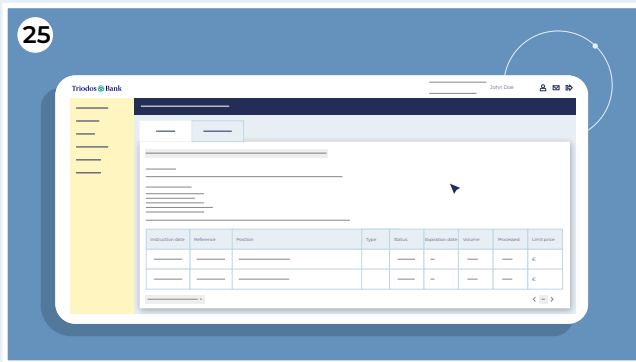 25
Triodos Bank
John Doe
Instruction date Reference Position Type Status Expiration date Volume Processed Limit price
€
€